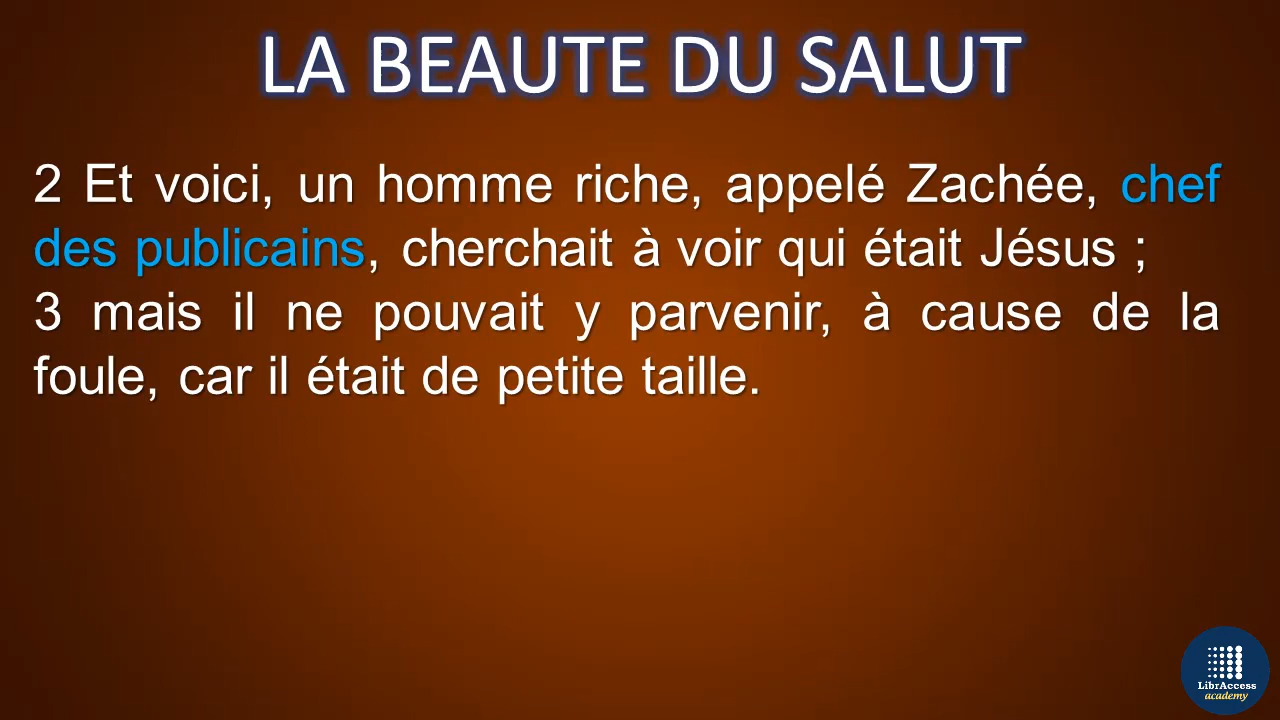 LA BEAUTE DU SALUT
2 Et voici, un homme riche, appelé Zachée, chef
des publicains, cherchait à voir qui était Jésus ;
3 mais il ne pouvait y parvenir, à cause de la
foule, car il était de petite taille.
LibrAccess
academy